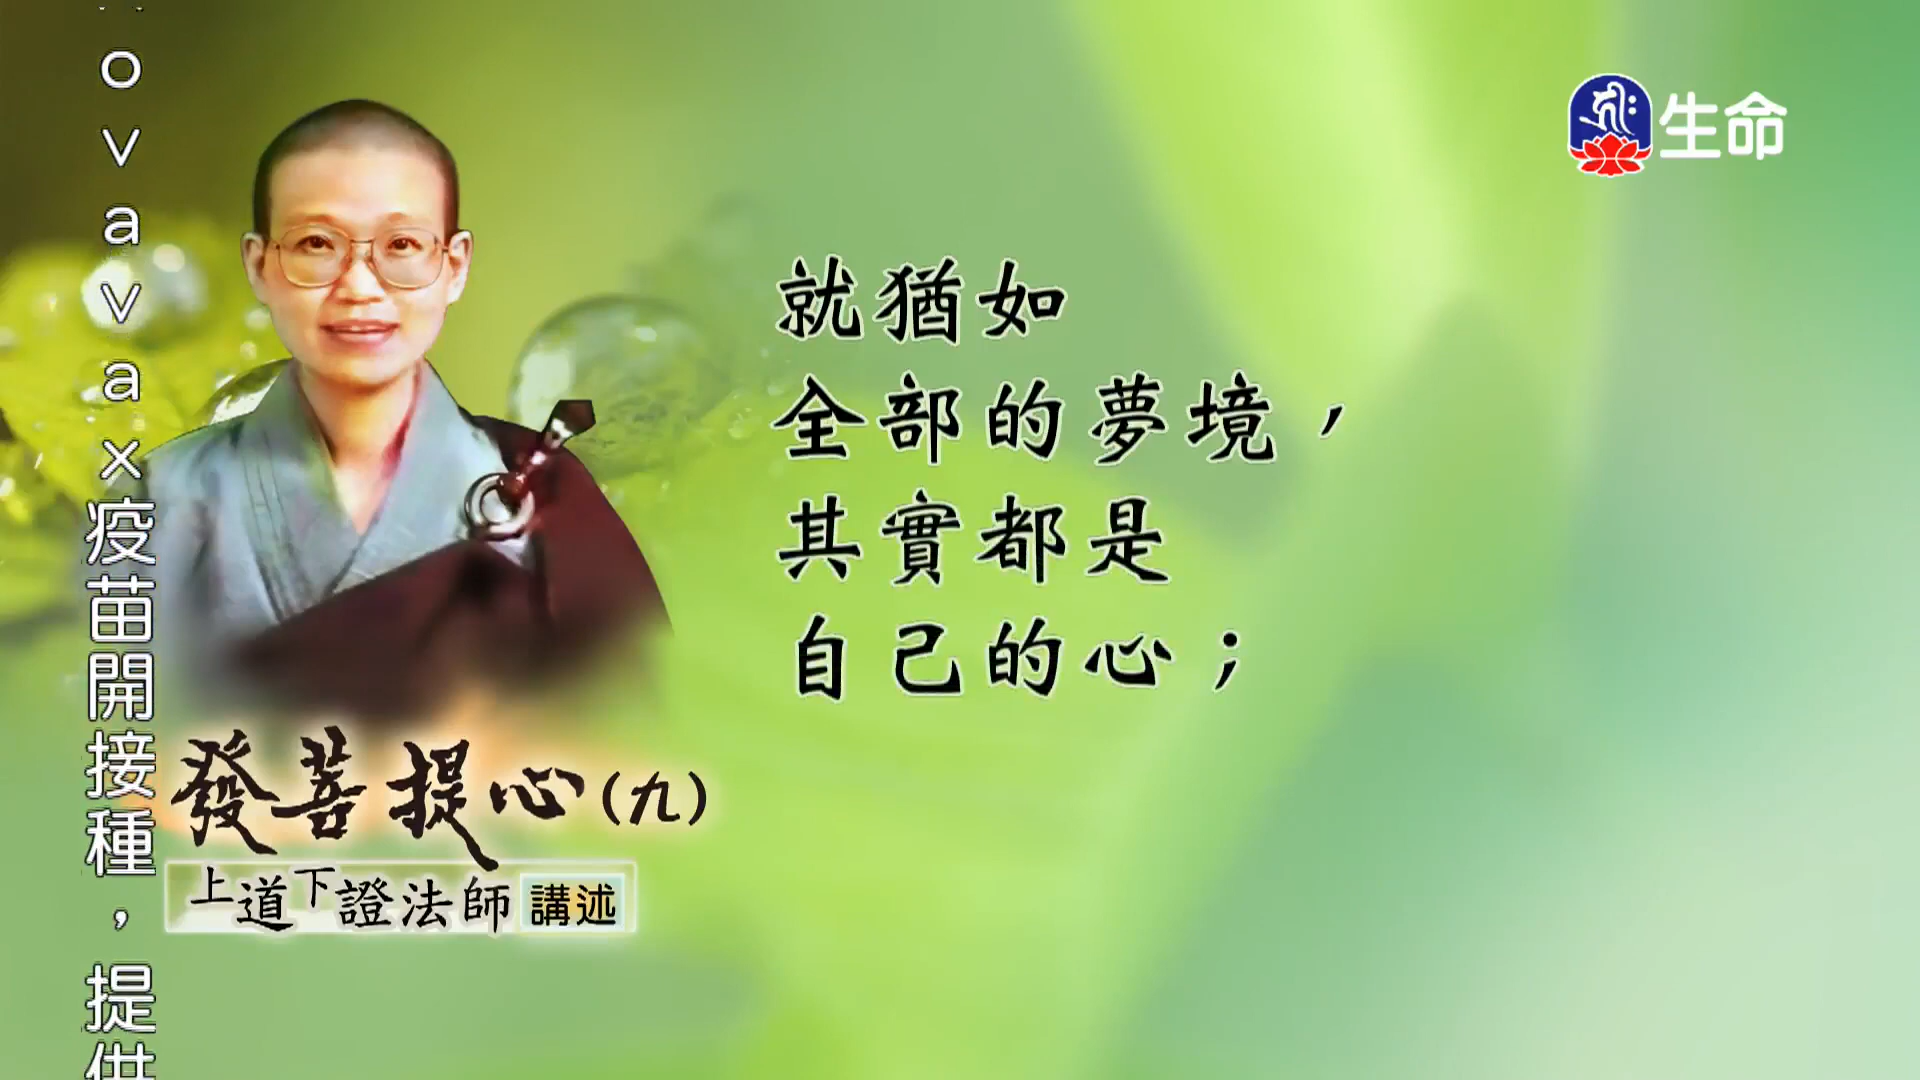 ovavax疫苗開接種，提供
生命
就猶如
全部的夢境，
其實都是
自己的心；
發菩提心(九)
上道下證法師 講述